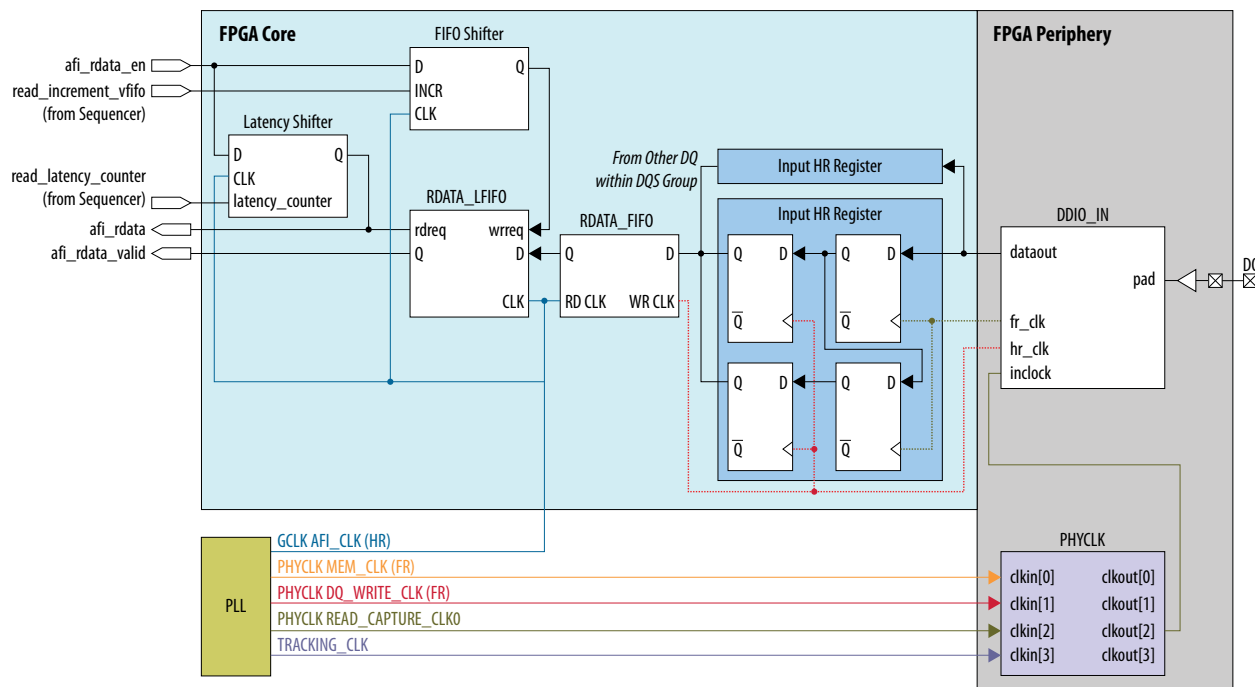 FPGA Core
FPGA Periphery
FIFO Shifter
afi_rdata_en
D
Q
read_increment_vfifo
INCR
(from Sequencer)
CLK
Latency Shifter
D
Q
read_latency_counter
CLK
(from Sequencer)
latency_counter
From Other DQ
within DQS Group
Input HR Register
Input HR Register
RDATA_LFIFO
RDATA_FIFO
DDIO_IN
afi_rdata
rdreq
wrreq
afi_rdata_valid
Q
D
Q
D
Q
D
Q
D
dataout
pad
CLK
RD CLK
WR CLK
Q
Q
fr_clk
hr_clk
inclock
Q
D
Q
D
Q
Q
PLL
GCLK AFI_CLK (HR)
PHYCLK MEM_CLK (FR)
PHYCLK DQ_WRITE_CLK (FR)
PHYCLK READ_CAPTURE_CLK0
TRACKING_CLK
PHYCLK
clkin[0]
clkout[0]
clkin[1]
clkout[1]
clkin[2]
clkout[2]
clkin[3]
clkout[3]